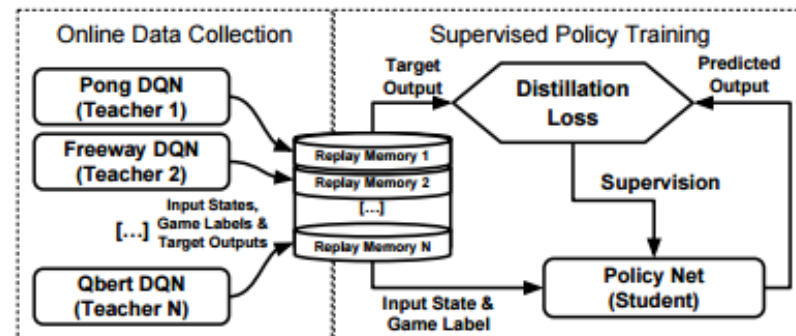 Online Data Collection
Supervised Policy Training
Pong DQN
(Teacher 1)
Freeway DQN
(Teacher 2)
Input States,
Game Labels &
Target Outputs
[...]
Qbert DQN
(Teacher N)
Replay Memory 1
Replay Memory 2
[...]
Replay Memory N
Target
Output
Distillation
Loss
Predicted
Output
Supervision
Policy Net
(Student)
Input State &
Game Label